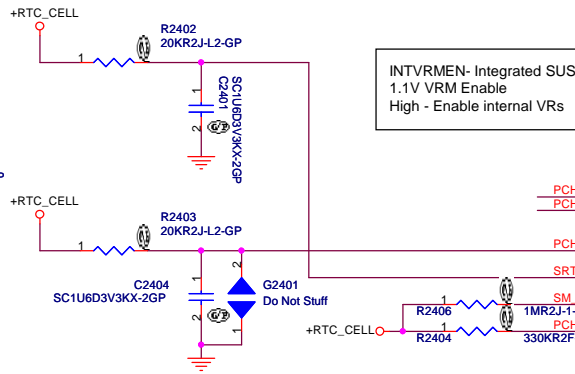 +RTC_CELL
R2402
20KR2J-L2-GP
1
1
C2401
SC1U6D3V3KX-2GP
2
INTVRMEN- Integrated SUS
1.1V VRM Enable
High - Enable internal VRs
+RTC_CELL
R2403
20KR2J-L2-GP
1
2
C2404
SC1U6D3V3KX-2GP
1
2
G2401
Do Not Stuff
1
PCH
PCH
PCH
SRT
SM
R2406
1
1MR2J-1-
+RTC_CELL
R2404
1
PCH
330KR2F